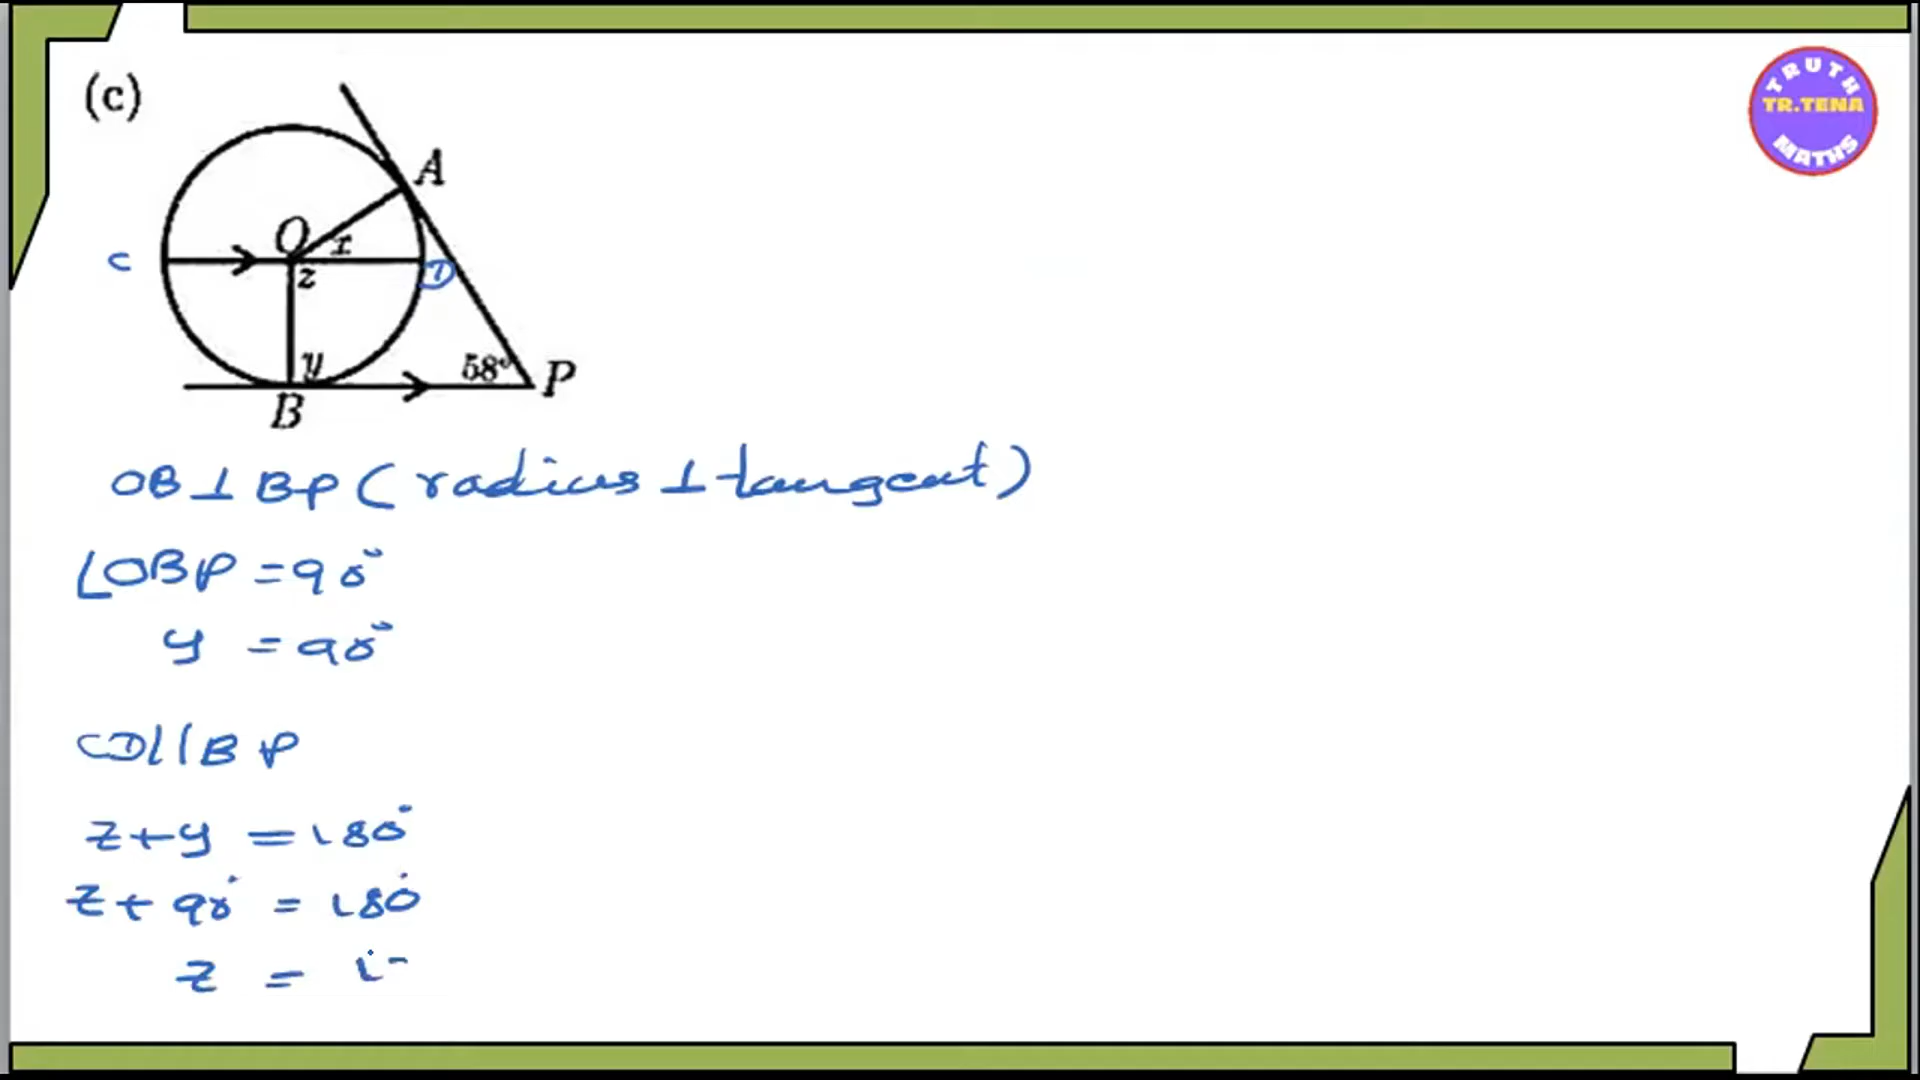 (c)
TRUTH
TR.TENA
MATHS
A
O
x
C
z
D
y
58°
P
B
OB ⊥ BP (radius ⊥ tangent)
∠OBP = 90°
y = 90°
CD || BP
z + y = 180°
z + 90° = 180°
z =